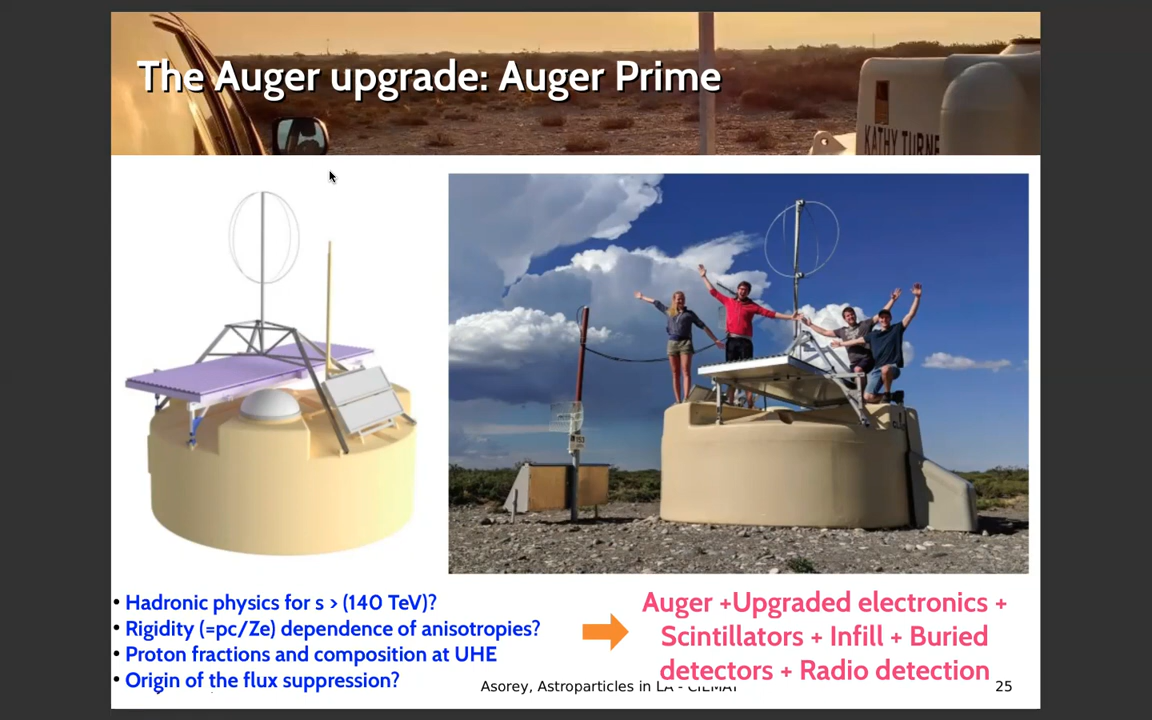 The Auger upgrade: Auger Prime
KATHY TURNE
• Hadronic physics for s > (140 TeV)?
• Rigidity (=pc/Ze) dependence of anisotropies?
• Proton fractions and composition at UHE
• Origin of the flux suppression?
Auger +Upgraded electronics +
Scintillators + Infill + Buried
detectors + Radio detection
Asorey, Astroparticles in LA - CIEMAT
25